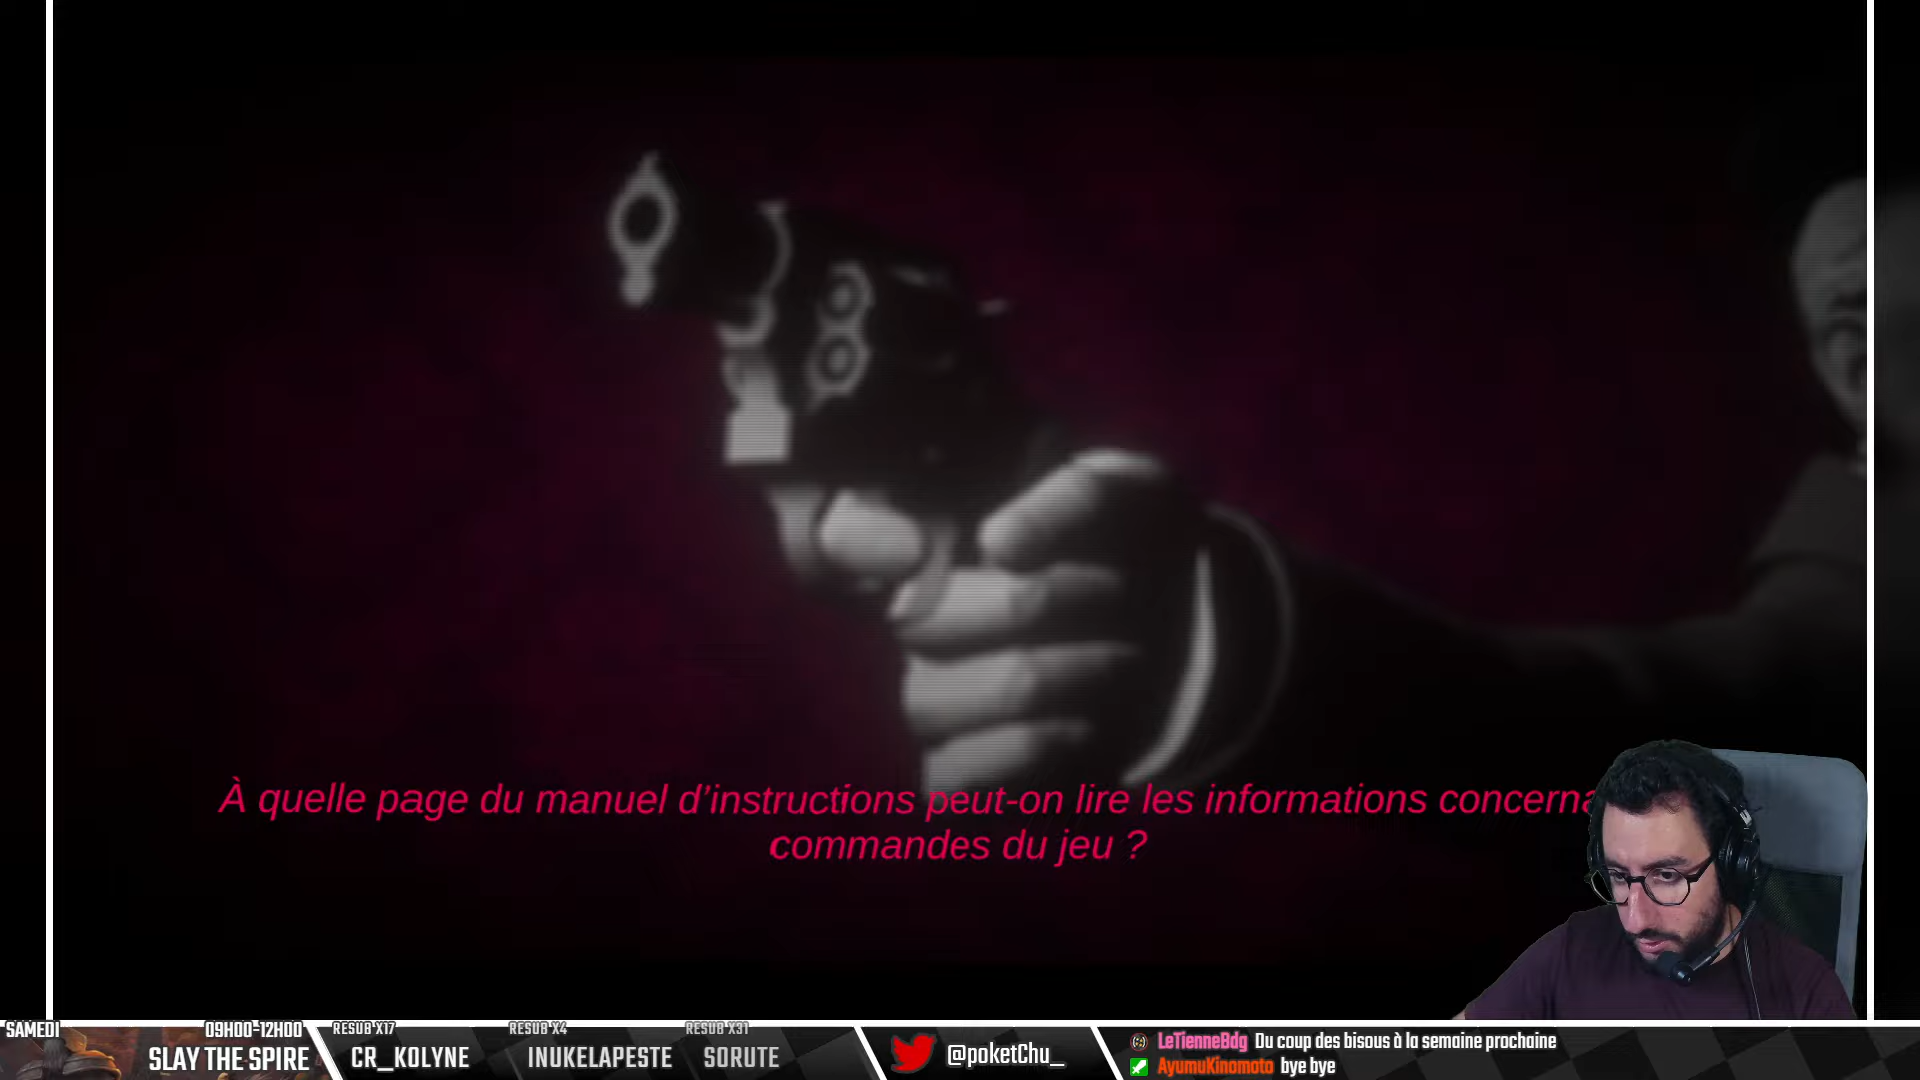 À quelle page du manuel d’instructions peut-on lire les informations concerna
commandes du jeu ?
SAMEDI
09H00-12H00
SLAY THE SPIRE
RESUB X17
CR_KOLYNE
RESUB X4
INUKELAPESTE
RESUB X31
SORUTE
@poketChu_
LeTienneBdg Du coup des bisous à la semaine prochaine
AyumuKinomoto bye bye